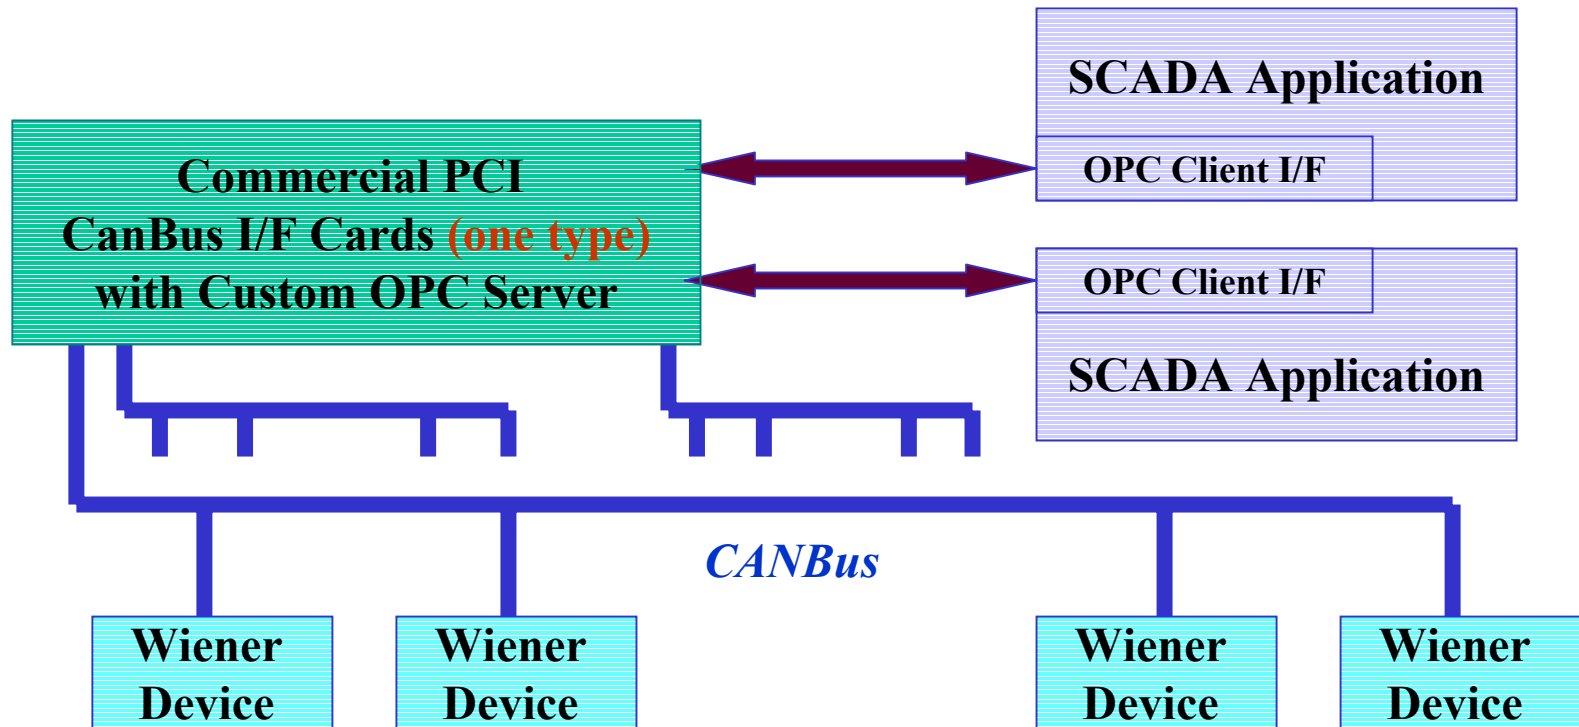 SCADA Application
OPC Client I/F
Commercial PCI
CanBus I/F Cards (one type)
with Custom OPC Server
OPC Client I/F
SCADA Application
CANBus
Wiener
Device
Wiener
Device
Wiener
Device
Wiener
Device